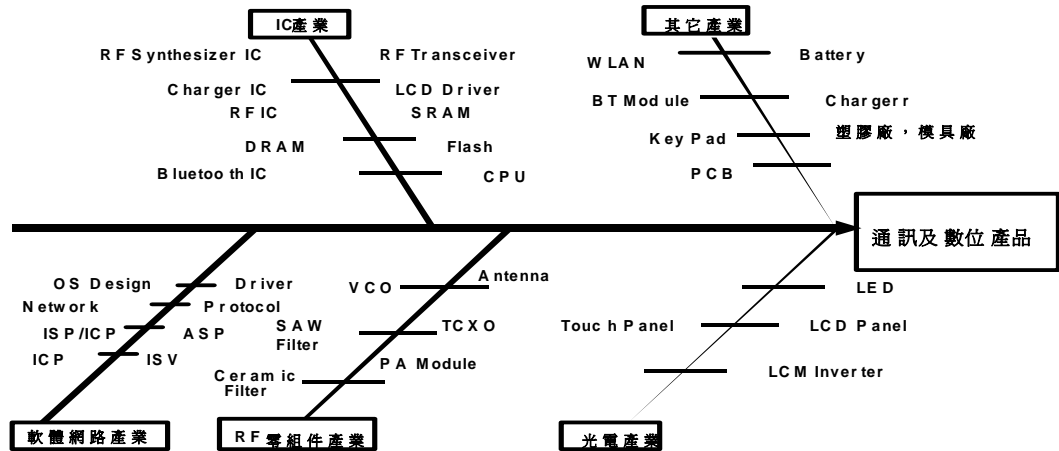 IC產業
其它產業
RF Synthesizer IC
RF Transceiver
Charger IC
LCD Driver
RFIC
SRAM
DRAM
Flash
Bluetooth IC
CPU
WLAN
Battery
BT Module
Chargerr
Key Pad
塑膠廠，模具廠
PCB
通訊及數位產品
OS Design
Driver
Network
Protocol
ISP/ICP
ASP
ICP
ISV
VCO
Antenna
SAW
Filter
TCXO
PA Module
Ceramic
Filter
LED
Touch Panel
LCD Panel
LCM Inverter
軟體網路產業
RF 零組件產業
光電產業